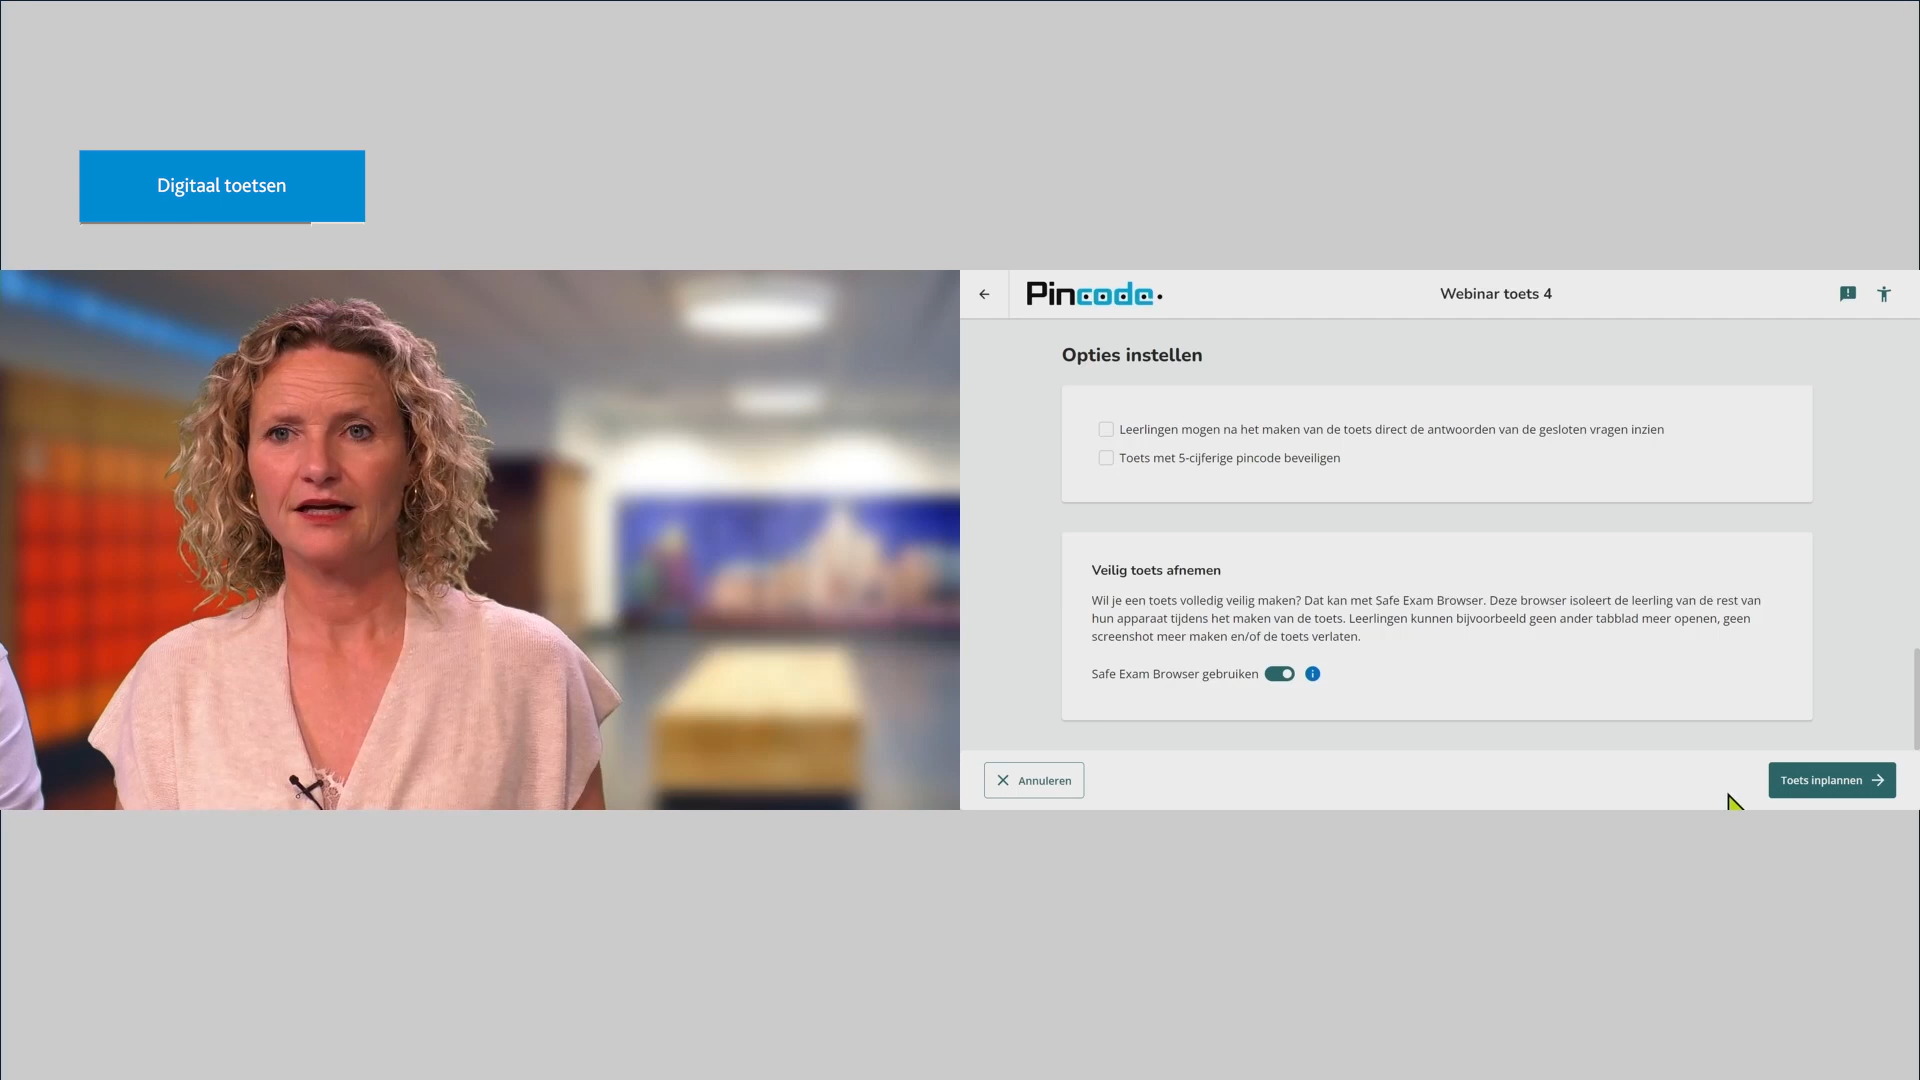 Digitaal toetsen
Pincode.
Webinar toets 4
Opties instellen
Leerlingen mogen na het maken van de toets direct de antwoorden van de gesloten vragen inzien
Toets met 5-cijferige pincode beveiligen
Veilig toets afnemen
Wil je een toets volledig veilig maken? Dat kan met Safe Exam Browser. Deze browser isoleert de leerling van de rest van
hun apparaat tijdens het maken van de toets. Leerlingen kunnen bijvoorbeeld geen ander tabblad meer openen, geen
screenshot meer maken en/of de toets verlaten.
Safe Exam Browser gebruiken
Annuleren
Toets inplannen